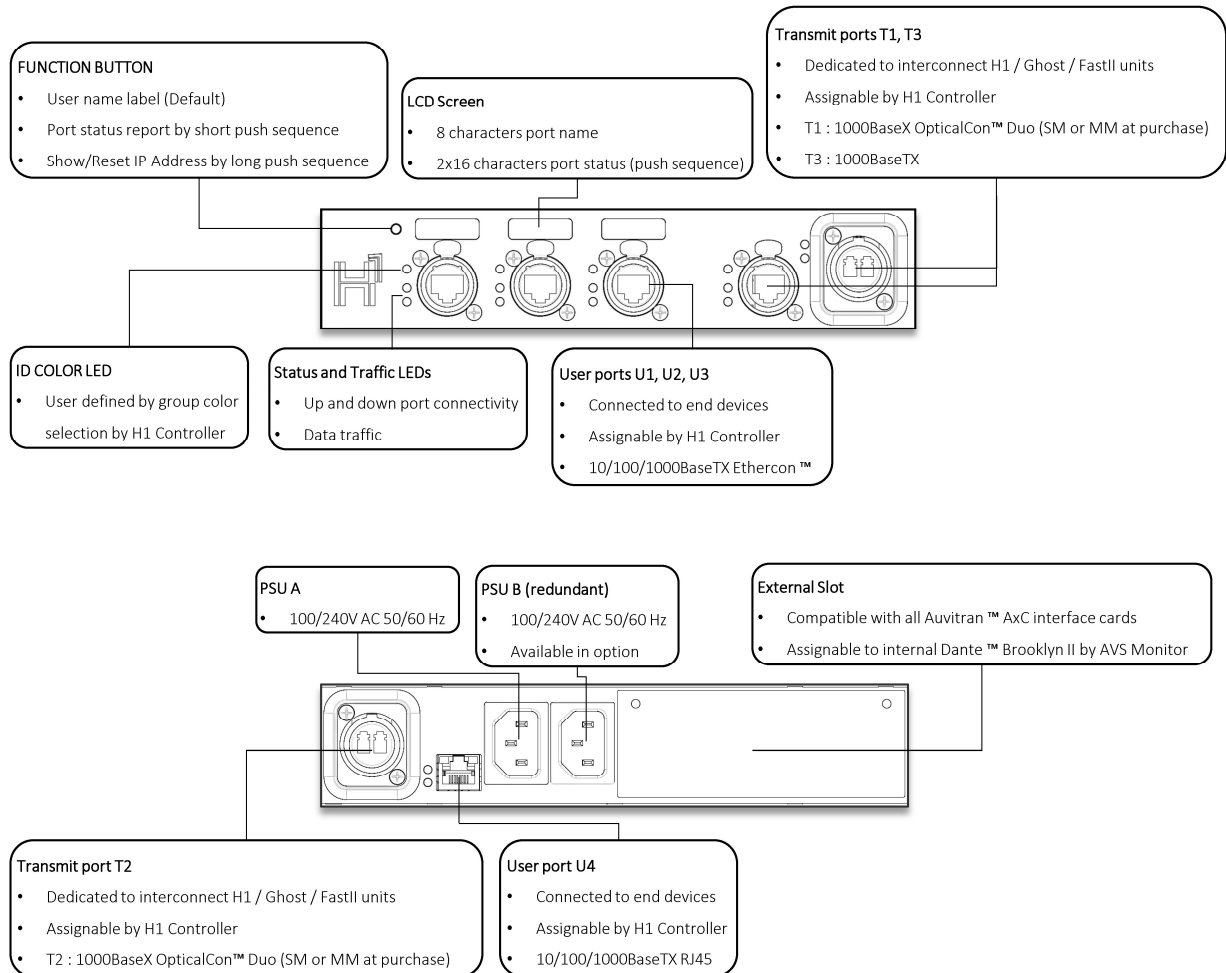 FUNCTION BUTTON
• User name label (Default)
• Port status report by short push sequence
• Show/Reset IP Address by long push sequence
LCD Screen
• 8 characters port name
• 2x16 characters port status (push sequence)
Transmit ports T1, T3
• Dedicated to interconnect H1 / Ghost / FastII units
• Assignable by H1 Controller
• T1 : 1000BaseX OpticalCon™ Duo (SM or MM at purchase)
• T3 : 1000BaseTX
ID COLOR LED
• User defined by group color
selection by H1 Controller
Status and Traffic LEDs
• Up and down port connectivity
• Data traffic
User ports U1, U2, U3
• Connected to end devices
• Assignable by H1 Controller
• 10/100/1000BaseTX Ethercon ™
PSU A
• 100/240V AC 50/60 Hz
PSU B (redundant)
• 100/240V AC 50/60 Hz
• Available in option
External Slot
• Compatible with all Auvitran ™ AxC interface cards
• Assignable to internal Dante ™ Brooklyn II by AVS Monitor
Transmit port T2
• Dedicated to interconnect H1 / Ghost / FastII units
• Assignable by H1 Controller
• T2 : 1000BaseX OpticalCon™ Duo (SM or MM at purchase)
User port U4
• Connected to end devices
• Assignable by H1 Controller
• 10/100/1000BaseTX RJ45